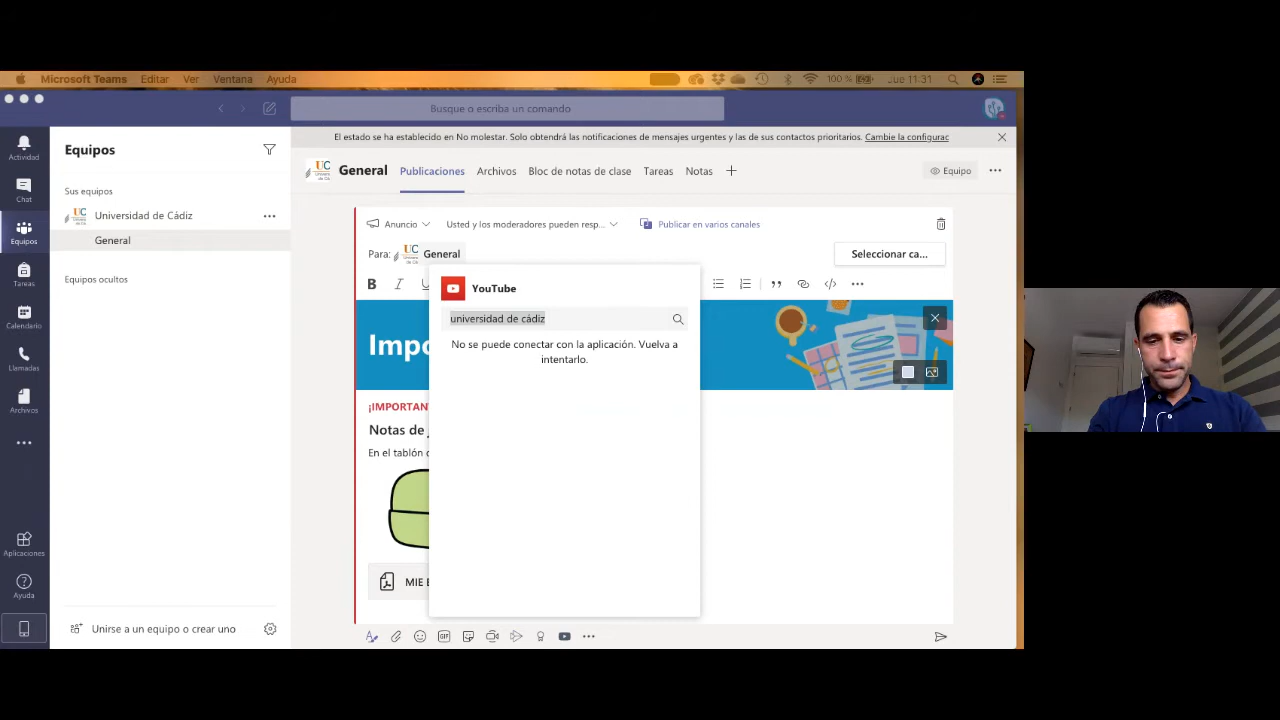 Microsoft Teams Editar Ver Ventana Ayuda 100 % Jue 11:31
Busque o escriba un comando
El estado se ha establecido en No molestar. Solo obtendrá las notificaciones de mensajes urgentes y las de sus contactos prioritarios. Cambie la configurac
Actividad
Chat
Equipos
Tareas
Calendario
Llamadas
Archivos
Aplicaciones
Ayuda
Equipos
Sus equipos
Universidad de Cádiz
General
Equipos ocultos
Unirse a un equipo o crear uno
UC
General Publicaciones Archivos Bloc de notas de clase Tareas Notas Equipo
Anuncio Usted y los moderadores pueden resp... Publicar en varios canales
Para: General Seleccionar ca...
B I U
Impo
¡IMPORTAN
Notas de
En el tablón
MIE
YouTube
universidad de cádiz
No se puede conectar con la aplicación. Vuelva a
intentarlo.
GIF